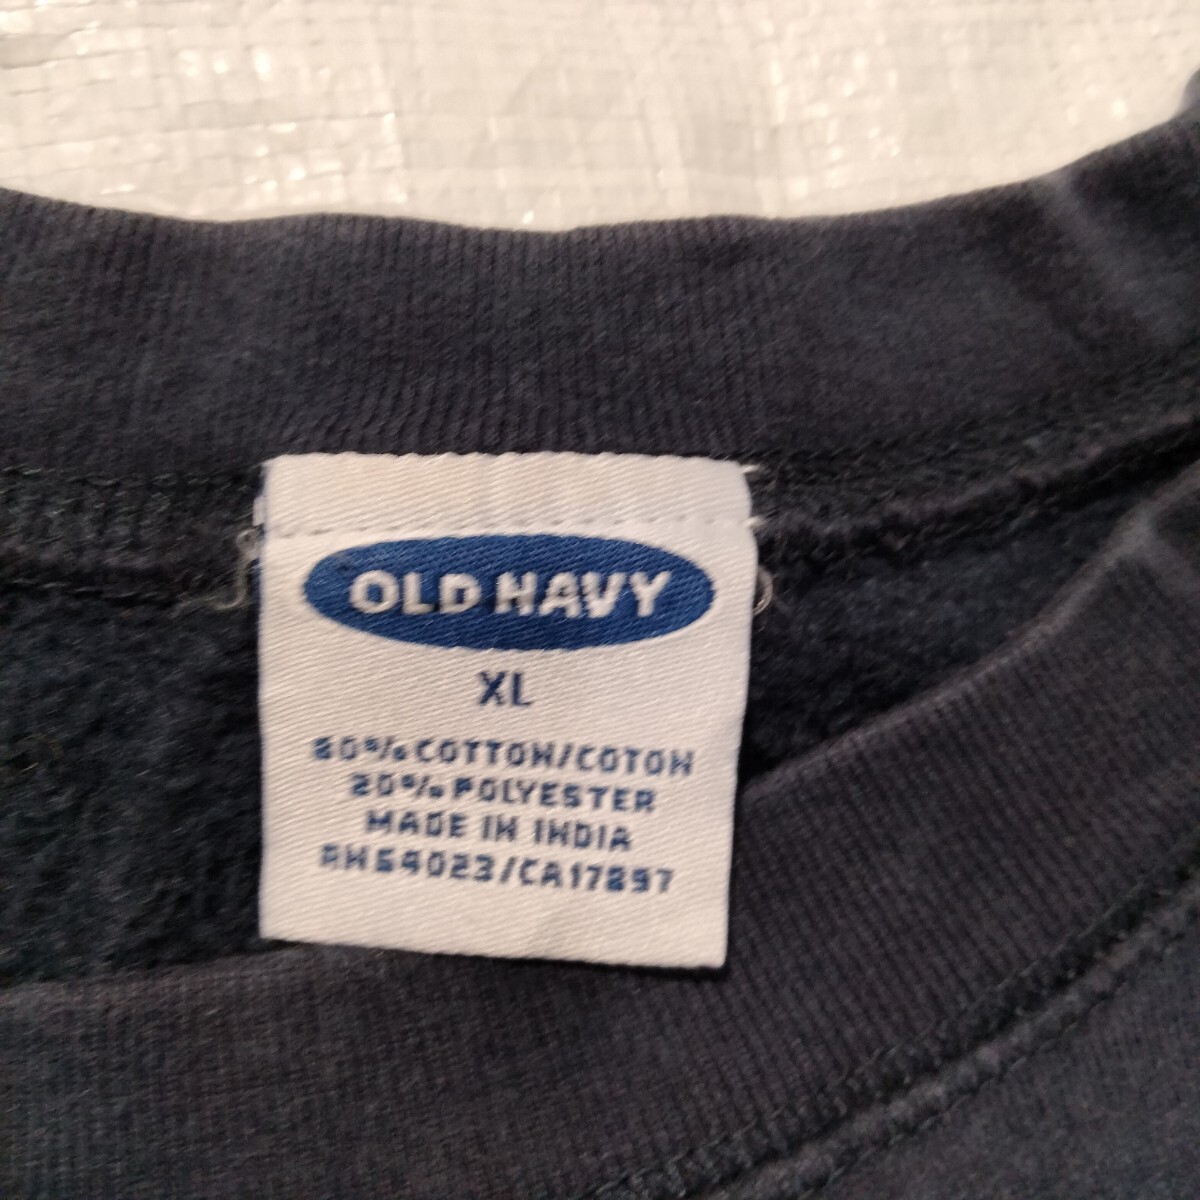 OLD NAVY
XL
80% COTTON/COTON
20% POLYESTER
MADE IN INDIA
RN54023/CA17897